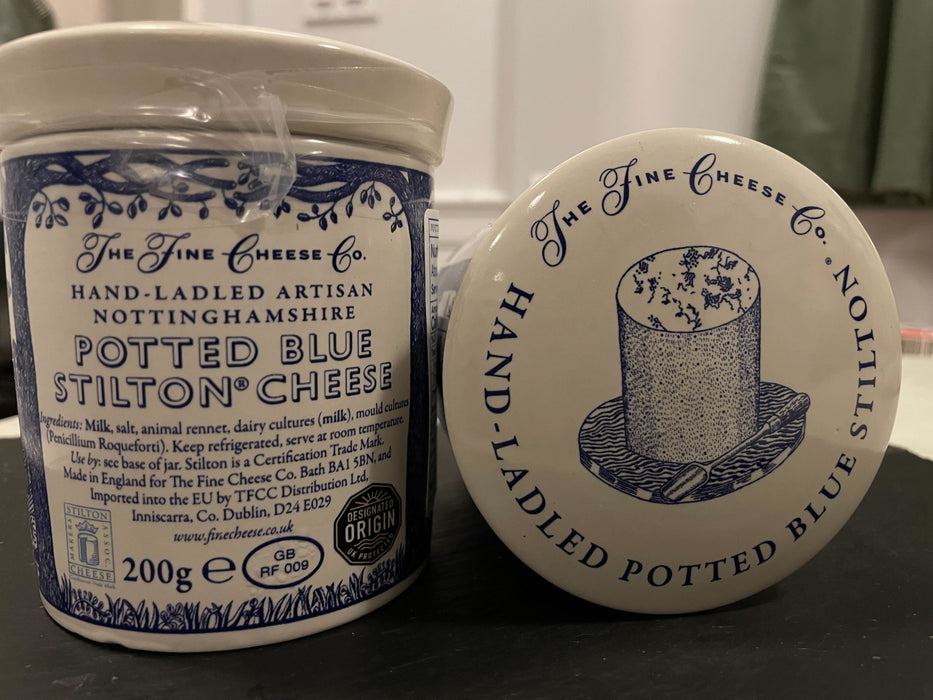 The Fine Cheese Co.
HAND-LADLED ARTISAN
NOTTINGHAMSHIRE
POTTED BLUE
STILTON® CHEESE
Ingredients: Milk, salt, animal rennet, dairy cultures (milk), mould cultures
(Penicillium Roqueforti). Keep refrigerated, serve at room temperature.
Use by: see base of jar. Stilton is a Certification Trade Mark.
Made in England for The Fine Cheese Co. Bath BA1 5BN, and
Imported into the EU by TFCC Distribution Ltd,
Inniscarra, Co. Dublin, D24 E029
www.finecheese.co.uk
STILTON
MAKERS
ASSOC.
CHEESE
200g ℮
GB
RF 009
DESIGNATED
ORIGIN
UK PROTECTED
The Fine Cheese Co.®
HAND-LADLED POTTED BLUE STILTON